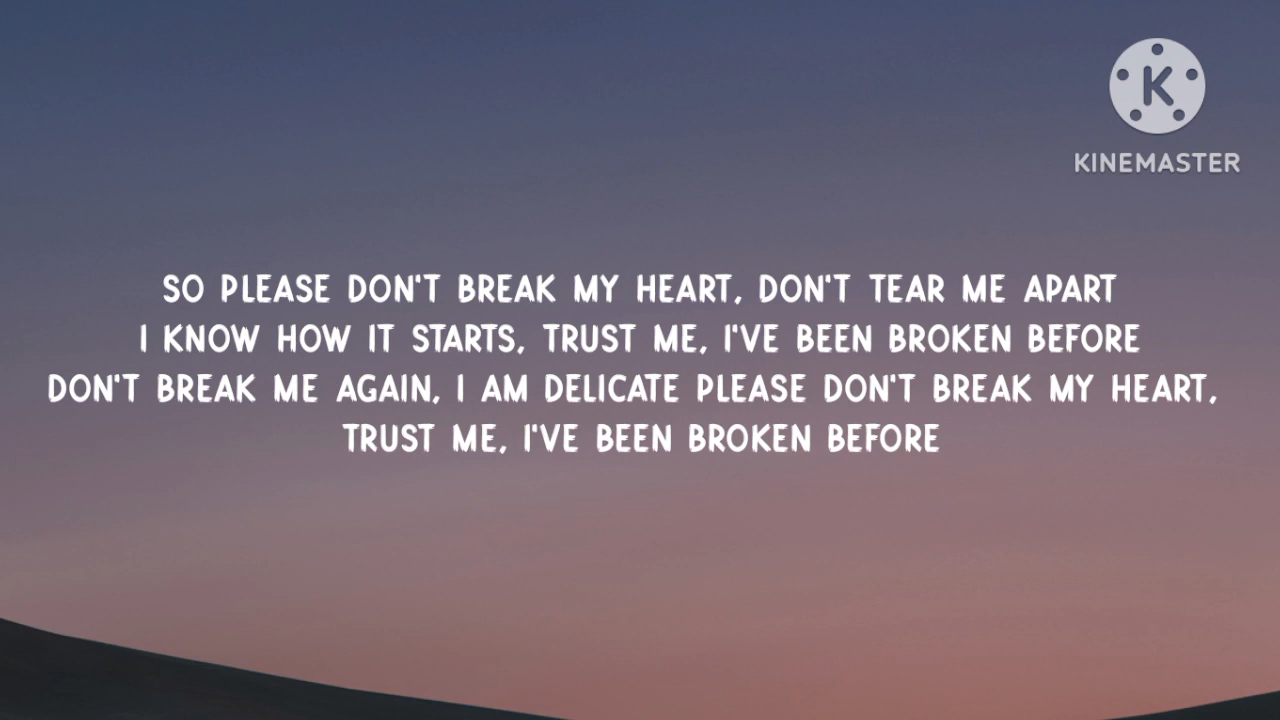 K
KINEMASTER
SO PLEASE DON'T BREAK MY HEART, DON'T TEAR ME APART
I KNOW HOW IT STARTS, TRUST ME, I'VE BEEN BROKEN BEFORE
DON'T BREAK ME AGAIN, I AM DELICATE PLEASE DON'T BREAK MY HEART,
TRUST ME, I'VE BEEN BROKEN BEFORE